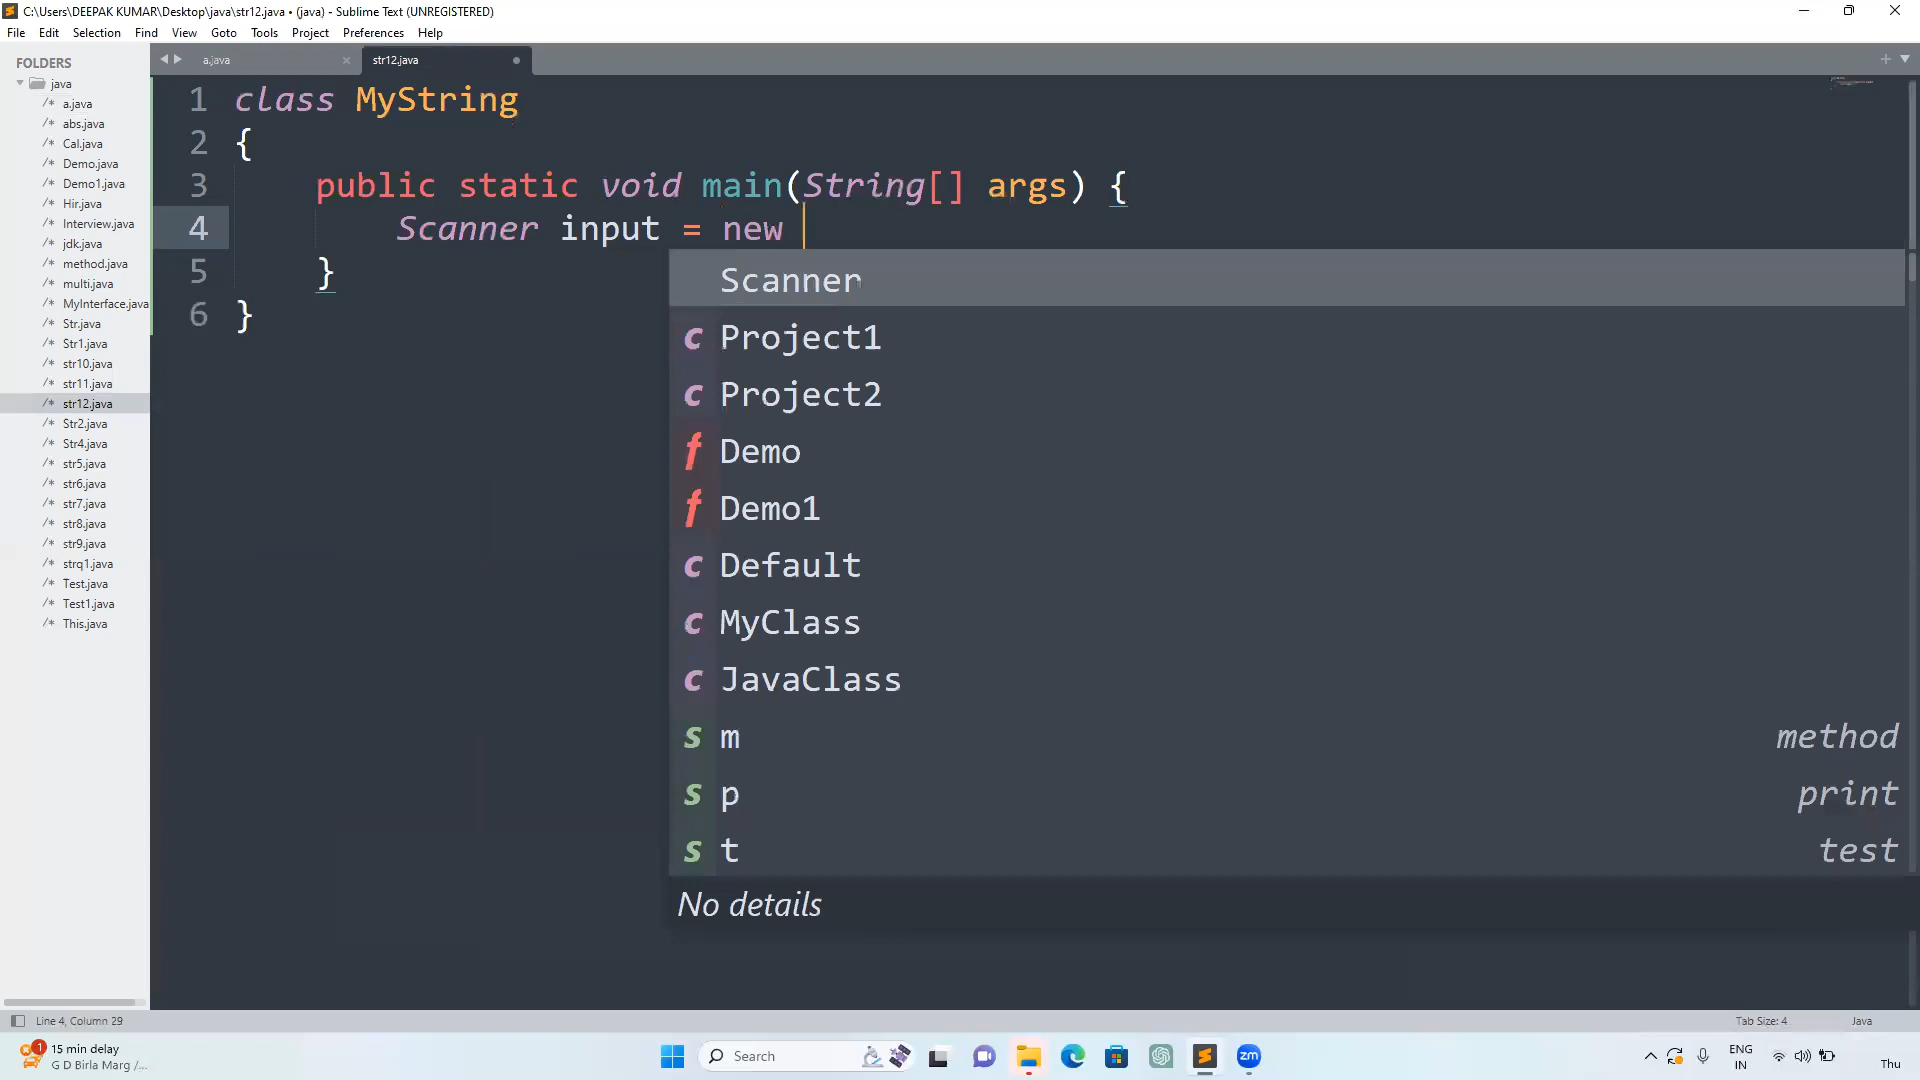 C:\Users\DEEPAK KUMAR\Desktop\java\str12.java • (java) - Sublime Text (UNREGISTERED)
File Edit Selection Find View Goto Tools Project Preferences Help
FOLDERS
java
/* a.java
/* abs.java
/* Cal.java
/* Demo.java
/* Demo1.java
/* Hir.java
/* Interview.java
/* jdk.java
/* method.java
/* multi.java
/* MyInterface.java
/* Str.java
/* Str1.java
/* str10.java
/* str11.java
/* str12.java
/* Str2.java
/* Str4.java
/* str5.java
/* str6.java
/* str7.java
/* str8.java
/* str9.java
/* strq1.java
/* Test.java
/* Test1.java
/* This.java
a.java str12.java
1 class MyString
2 {
3 public static void main(String[] args) {
4 Scanner input = new
5 }
6 }
Scanner
c Project1
c Project2
f Demo
f Demo1
c Default
c MyClass
c JavaClass
s m method
s p print
s t test
No details
Line 4, Column 29 Tab Size: 4 Java
1
15 min delay
G D Birla Marg /...
Search
zm
ENG
IN
Thu